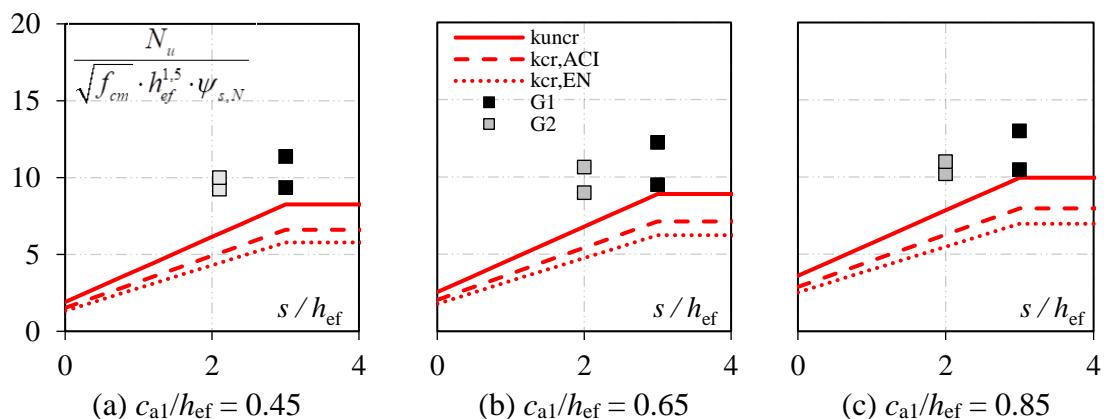 20
15
10
5
0
N_u
√f_cm · h_ef^1,5 · ψ_s,N
s / h_ef
0 2 4
(a) c_a1/h_ef = 0.45
kuncr
kcr,ACI
kcr,EN
G1
G2
s / h_ef
0 2 4
(b) c_a1/h_ef = 0.65
s / h_ef
0 2 4
(c) c_a1/h_ef = 0.85